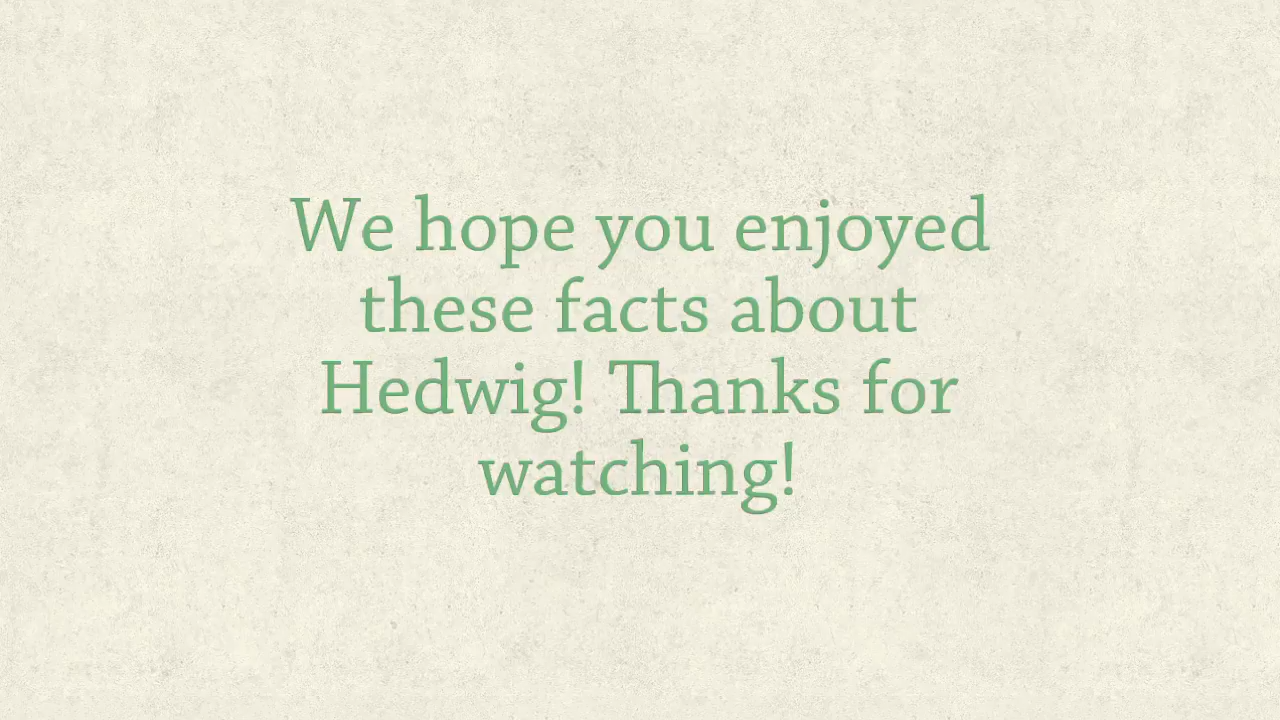 We hope you enjoyed
these facts about
Hedwig! Thanks for
watching!